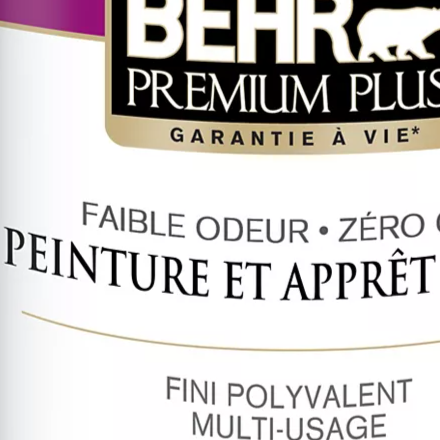 BEHR
PREMIUM PLUS
GARANTIE À VIE*
FAIBLE ODEUR • ZÉRO
PEINTURE ET APPRÊT
FINI POLYVALENT
MULTI-USAGE